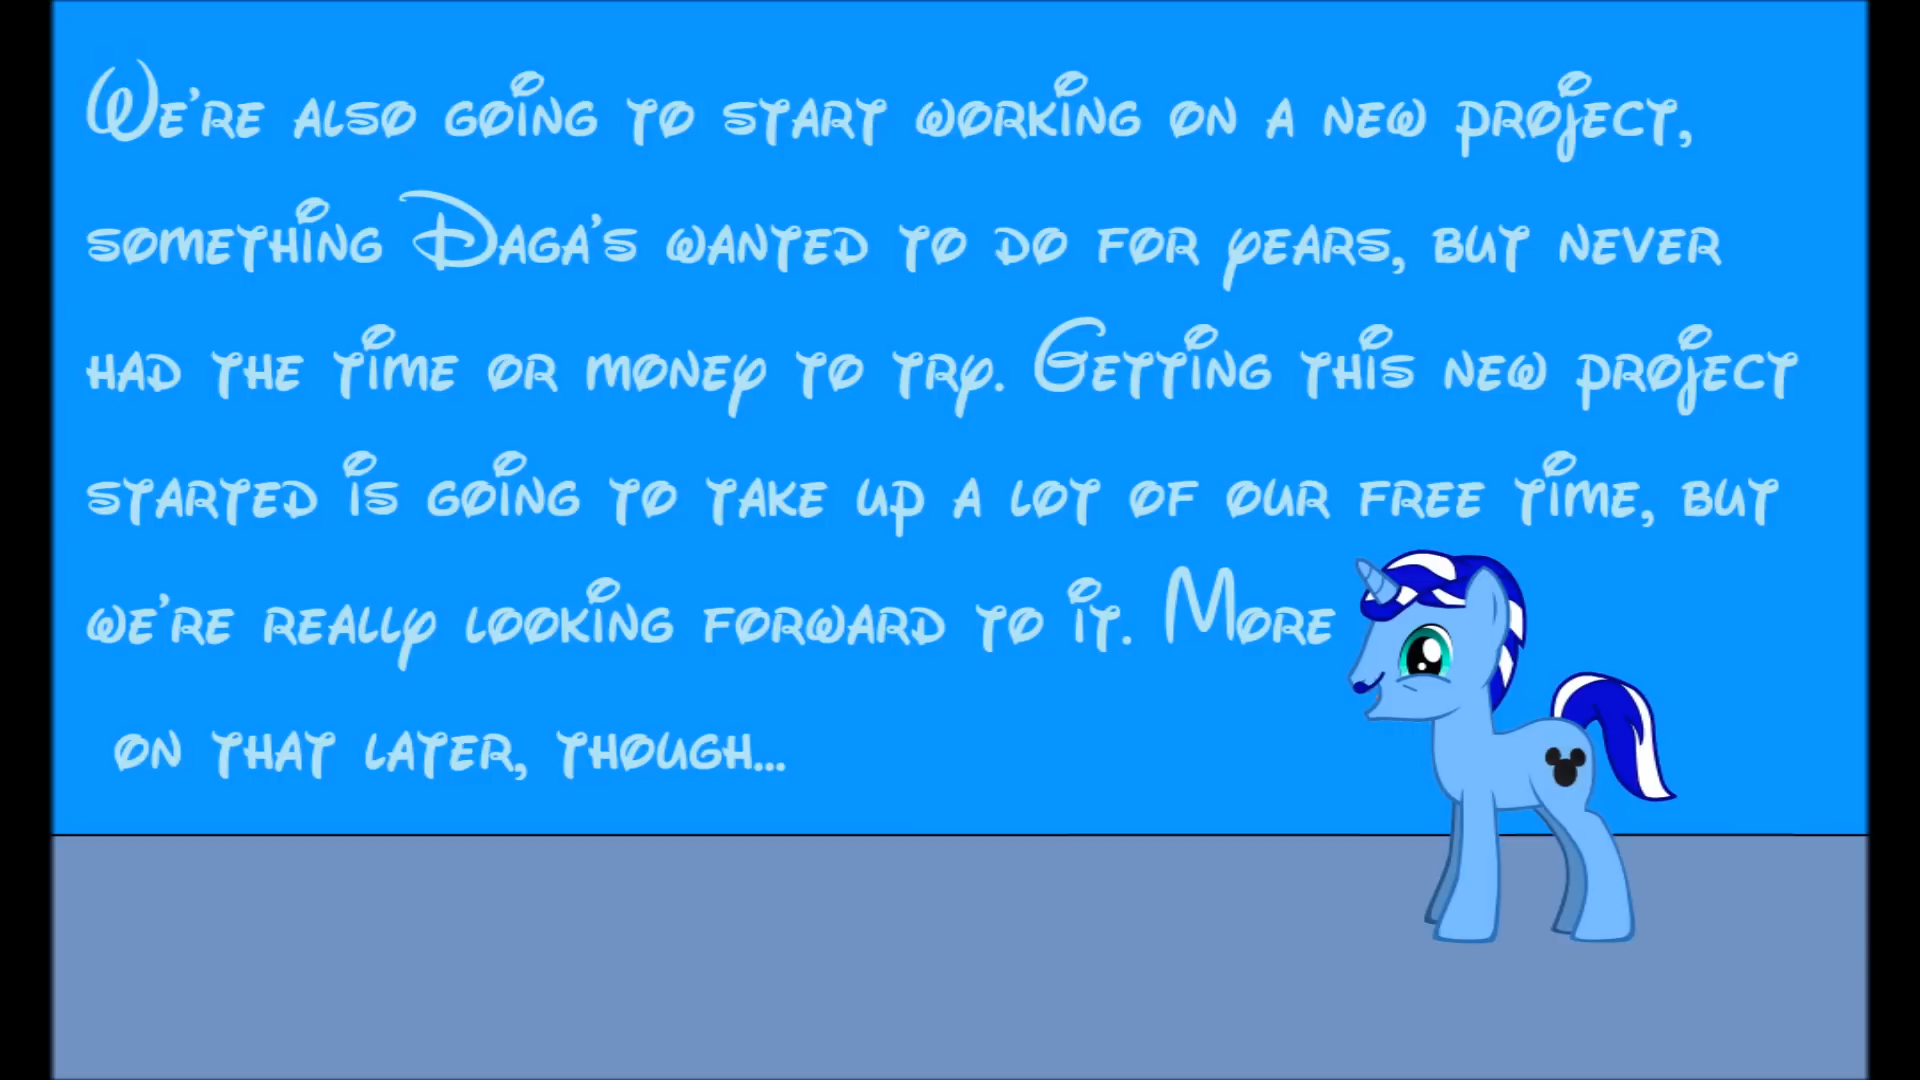 We're also going to start working on a new project,
something Daga's wanted to do for years, but never
had the time or money to try. Getting this new project
started is going to take up a lot of our free time, but
we're really looking forward to it. More
on that later, though...